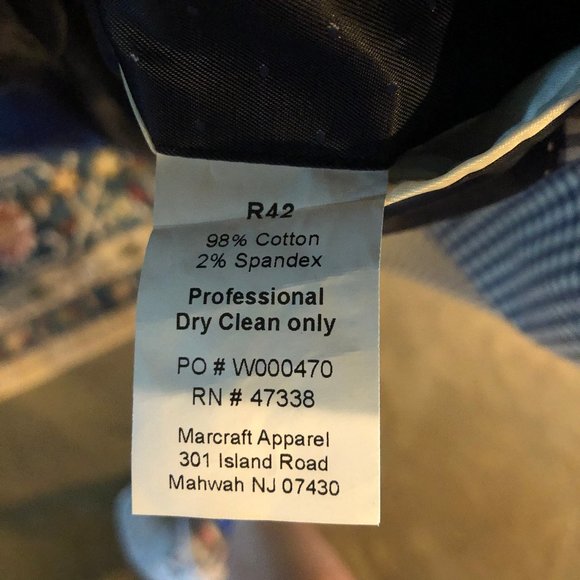 R42
98% Cotton
2% Spandex
Professional
Dry Clean only
PO # W000470
RN # 47338
Marcraft Apparel
301 Island Road
Mahwah NJ 07430